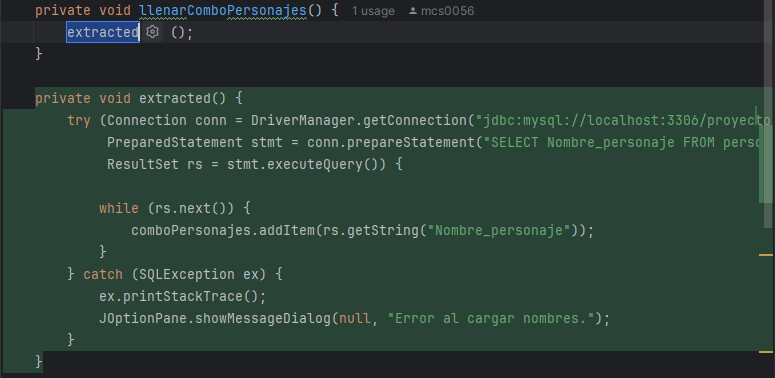 private void llenarComboPersonajes() { 1 usage mcs0056
extracted ();
}
private void extracted() {
try (Connection conn = DriverManager.getConnection("jdbc:mysql://localhost:3306/proyecto
PreparedStatement stmt = conn.prepareStatement("SELECT Nombre_personaje FROM perso
ResultSet rs = stmt.executeQuery()) {
while (rs.next()) {
comboPersonajes.addItem(rs.getString("Nombre_personaje"));
}
} catch (SQLException ex) {
ex.printStackTrace();
JOptionPane.showMessageDialog(null, "Error al cargar nombres.");
}
}